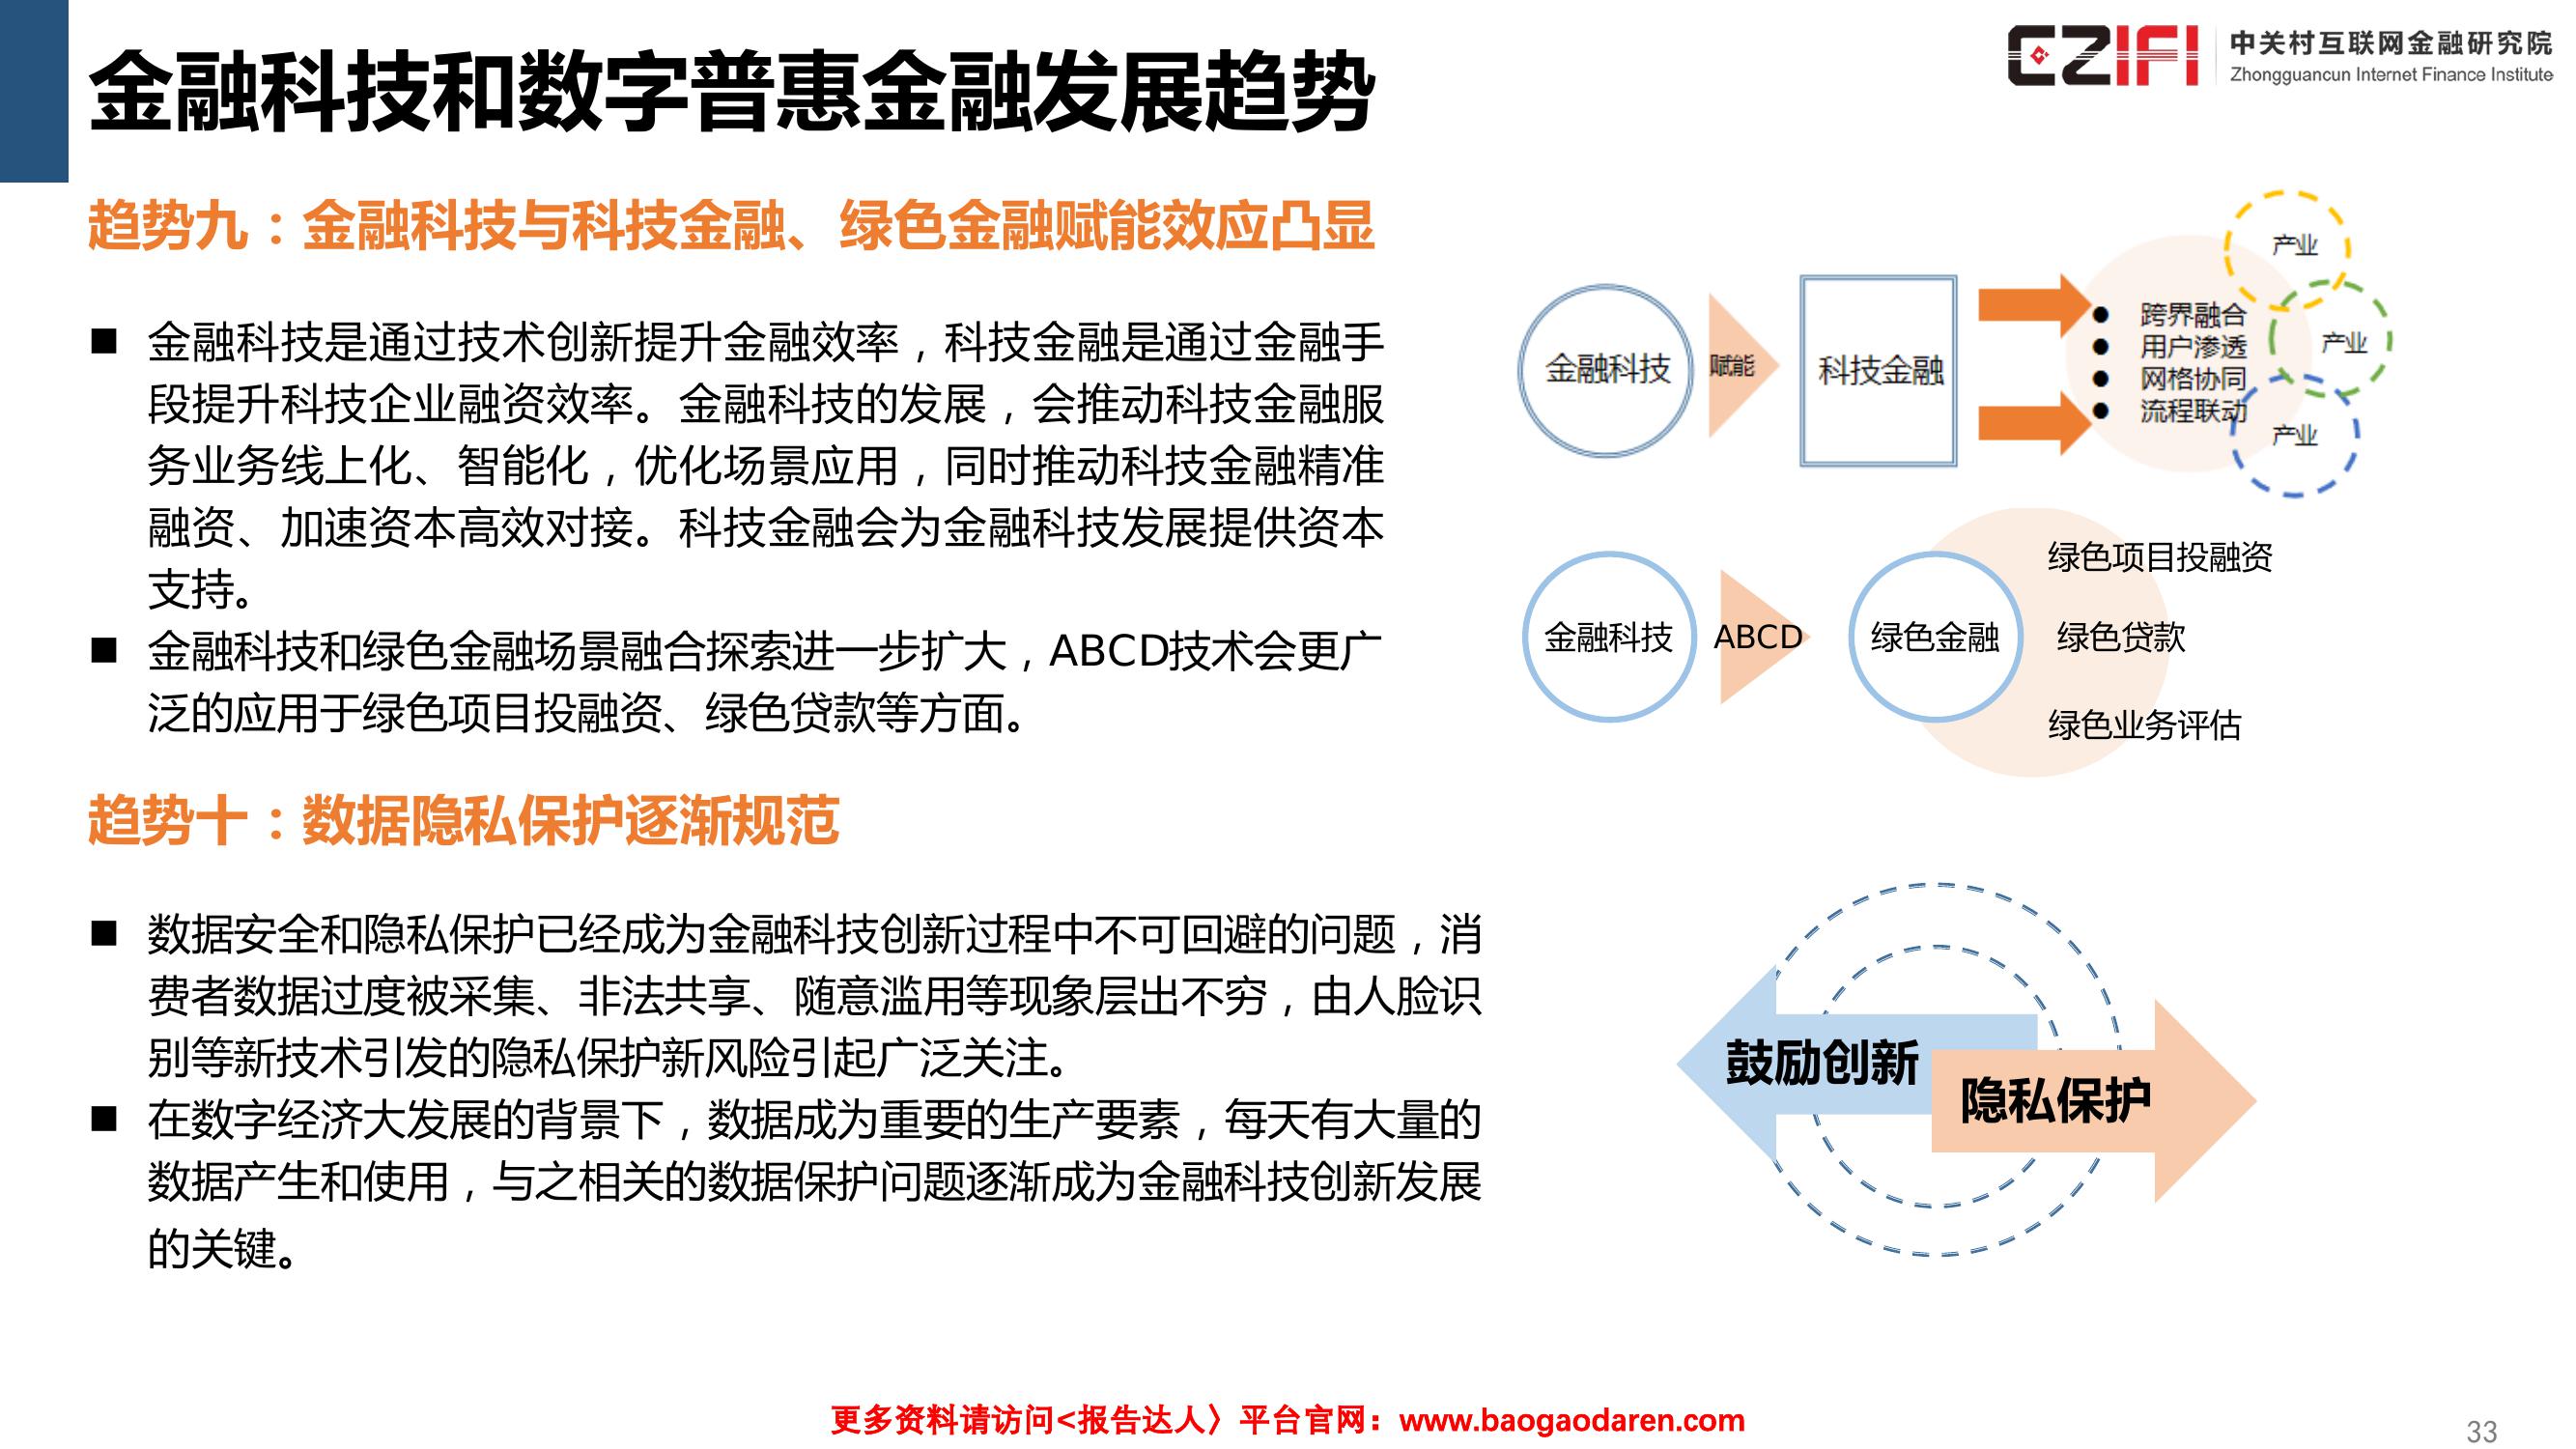 金融科技和数字普惠金融发展趋势
CZIFI
中关村互联网金融研究院
Zhongguancun Internet Finance Institute
趋势九：金融科技与科技金融、绿色金融赋能效应凸显
■ 金融科技是通过技术创新提升金融效率，科技金融是通过金融手
段提升科技企业融资效率。金融科技的发展，会推动科技金融服
务业务线上化、智能化，优化场景应用，同时推动科技金融精准
融资、加速资本高效对接。科技金融会为金融科技发展提供资本
支持。
■ 金融科技和绿色金融场景融合探索进一步扩大，ABCD技术会更广
泛的应用于绿色项目投融资、绿色贷款等方面。
金融科技
赋能
科技金融
● 跨界融合
● 用户渗透
● 网格协同
● 流程联动
产业
产业
产业
金融科技
ABCD
绿色金融
绿色项目投融资
绿色贷款
绿色业务评估
趋势十：数据隐私保护逐渐规范
■ 数据安全和隐私保护已经成为金融科技创新过程中不可回避的问题，消
费者数据过度被采集、非法共享、随意滥用等现象层出不穷，由人脸识
别等新技术引发的隐私保护新风险引起广泛关注。
■ 在数字经济大发展的背景下，数据成为重要的生产要素，每天有大量的
数据产生和使用，与之相关的数据保护问题逐渐成为金融科技创新发展
的关键。
鼓励创新
隐私保护
更多资料请访问<报告达人〉平台官网：www.baogaodaren.com
33